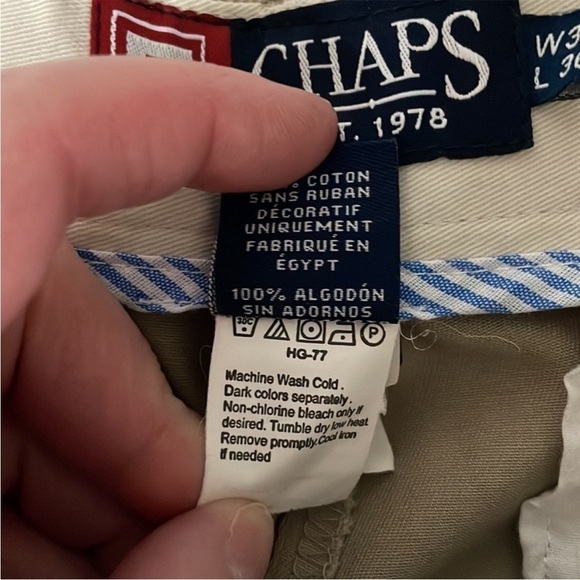 CHAPS
T. 1978
W3
L 30
% COTON
SANS RUBAN
DÉCORATIF
UNIQUEMENT
FABRIQUÉ EN
ÉGYPT
100% ALGODÓN
SIN ADORNOS
30C P
HG-77
Machine Wash Cold .
Dark colors separately.
Non-chlorine bleach only if
desired. Tumble dry low heat
Remove promptly.Cool iron
if needed